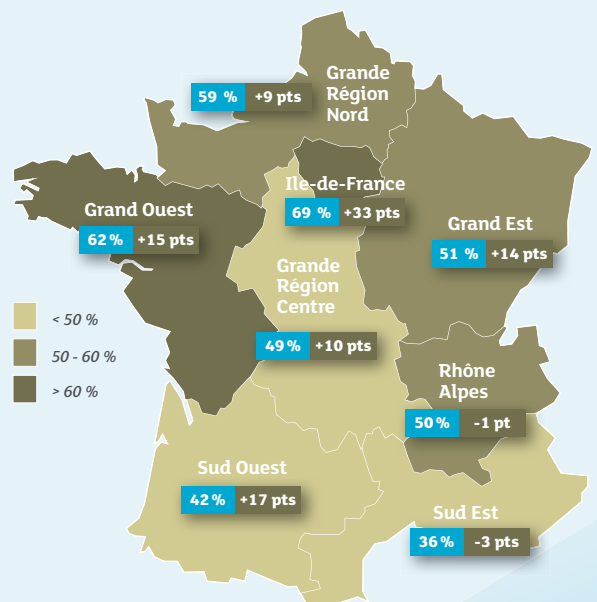 Grande
Région
Nord
59 % +9 pts
Ile-de-France
69 % +33 pts
Grand Ouest
62 % +15 pts
Grand Est
51 % +14 pts
Grande
Région
Centre
49 % +10 pts
< 50 %
50 - 60 %
> 60 %
Rhône
Alpes
50 % -1 pt
Sud Ouest
42 % +17 pts
Sud Est
36 % -3 pts